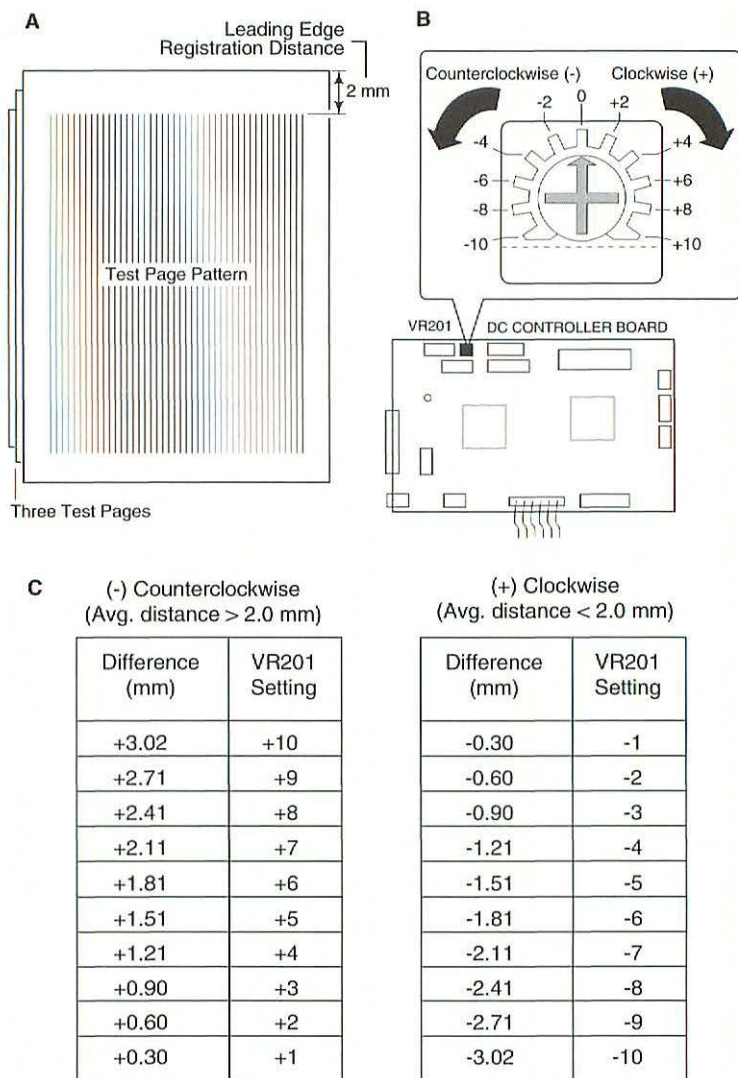 A
Leading Edge
Registration Distance
2 mm
Test Page Pattern
Three Test Pages
B
Counterclockwise (-)
Clockwise (+)
0
-2
+2
-4
+4
-6
+6
-8
+8
-10
+10
VR201
DC CONTROLLER BOARD
C
(-) Counterclockwise
(Avg. distance > 2.0 mm)
Difference (mm) VR201 Setting
+3.02 +10
+2.71 +9
+2.41 +8
+2.11 +7
+1.81 +6
+1.51 +5
+1.21 +4
+0.90 +3
+0.60 +2
+0.30 +1
(+) Clockwise
(Avg. distance < 2.0 mm)
Difference (mm) VR201 Setting
-0.30 -1
-0.60 -2
-0.90 -3
-1.21 -4
-1.51 -5
-1.81 -6
-2.11 -7
-2.41 -8
-2.71 -9
-3.02 -10